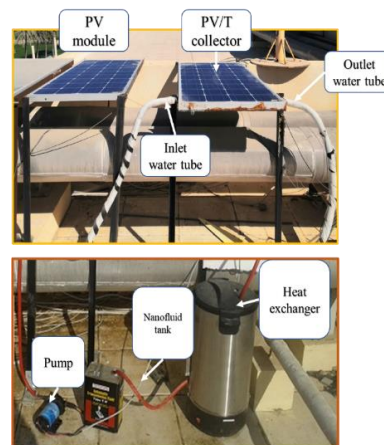 PV
module
PV/T
collector
Outlet
water tube
Inlet
water tube
Heat
exchanger
Nanofluid
tank
Pump